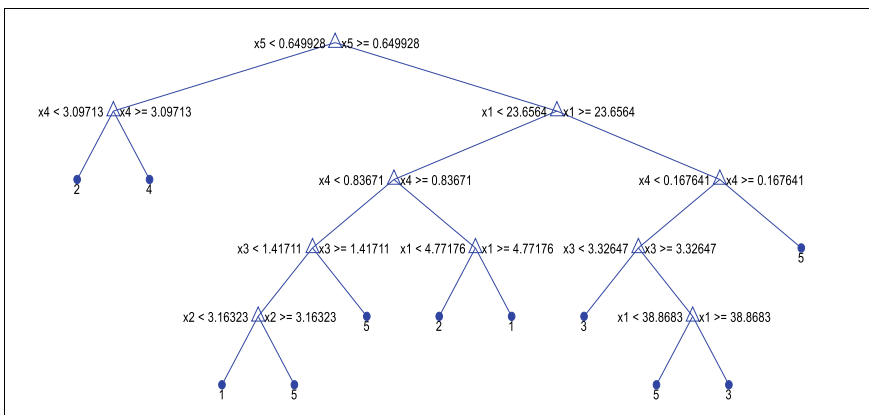 x5 < 0.649928 x5 >= 0.649928
x4 < 3.09713 x4 >= 3.09713 x1 < 23.6564 x1 >= 23.6564
2 4 x4 < 0.83671 x4 >= 0.83671 x4 < 0.167641 x4 >= 0.167641
x3 < 1.41711 x3 >= 1.41711 x1 < 4.77176 x1 >= 4.77176 x3 < 3.32647 x3 >= 3.32647 5
x2 < 3.16323 x2 >= 3.16323 5 2 1 3 x1 < 38.8683 x1 >= 38.8683
1 5 5 3